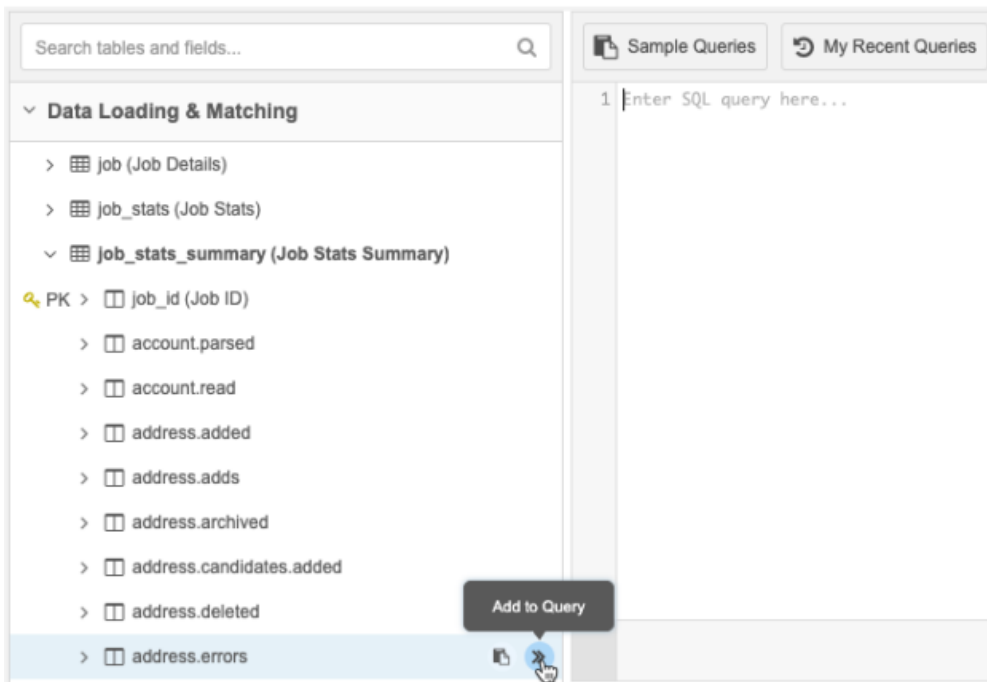 Search tables and fields...
Sample Queries
My Recent Queries
Data Loading & Matching
1 Enter SQL query here...
job (Job Details)
job_stats (Job Stats)
job_stats_summary (Job Stats Summary)
PK job_id (Job ID)
account.parsed
account.read
address.added
address.adds
address.archived
address.candidates.added
address.deleted
Add to Query
address.errors